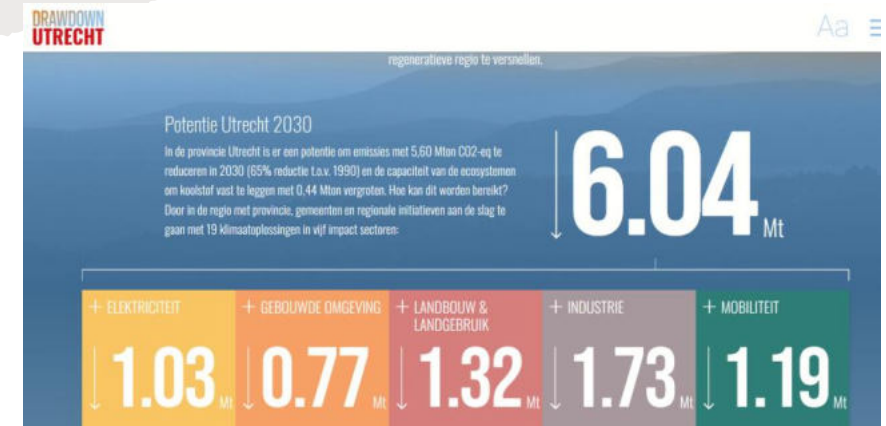 DRAWDOWN
UTRECHT
Aa
regeneratieve regio te versnellen.
Potentie Utrecht 2030
In de provincie Utrecht is er een potentie om emissies met 5,60 Mton CO2-eq te
reduceren in 2030 (65% reductie t.o.v. 1990) en de capaciteit van de ecosystemen
om koolstof vast te leggen met 0,44 Mton vergroten. Hoe kan dit worden bereikt?
Door in de regio met provincie, gemeenten en regionale initiatieven aan de slag te
gaan met 19 klimaatoplossingen in vijf impact sectoren:
↓6.04 Mt
+ ELEKTRICITEIT
↓1.03 Mt
+ GEBOUWDE OMGEVING
↓0.77 Mt
+ LANDBOUW &
LANDGEBRUIK
↓1.32 Mt
+ INDUSTRIE
↓1.73 Mt
+ MOBILITEIT
↓1.19 Mt